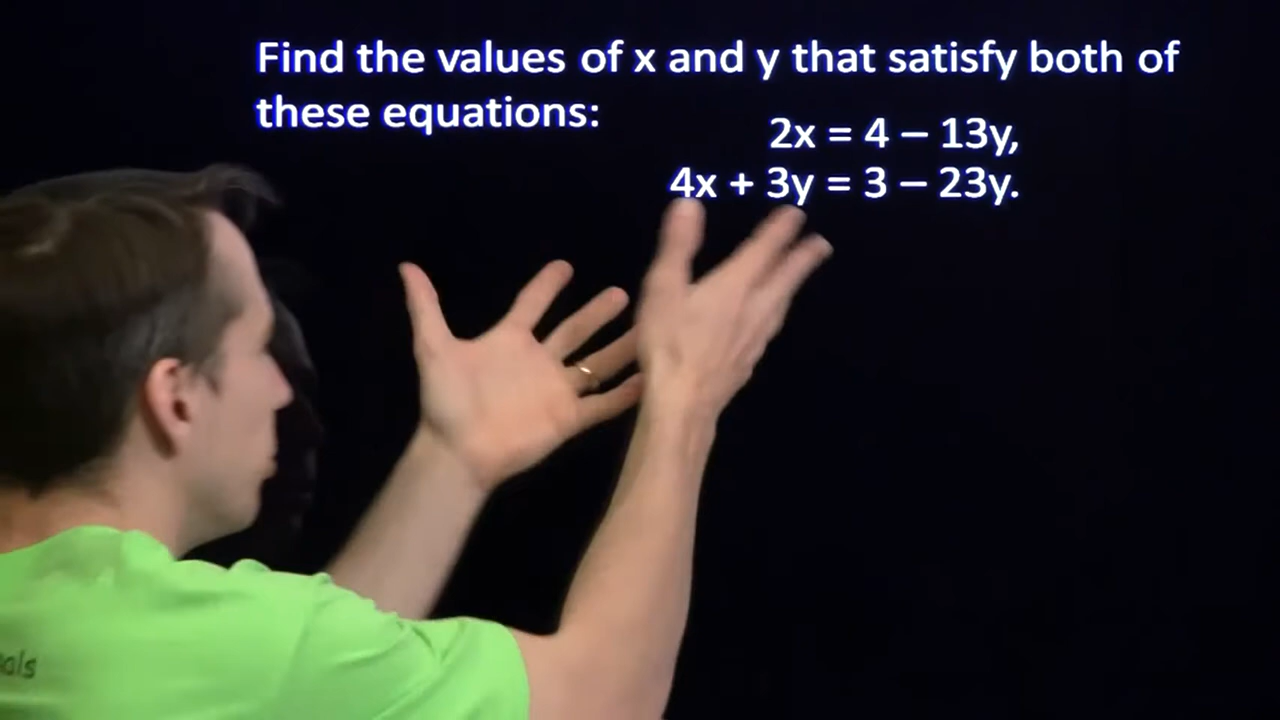 Find the values of x and y that satisfy both of
these equations:
2x = 4 – 13y,
4x + 3y = 3 – 23y.